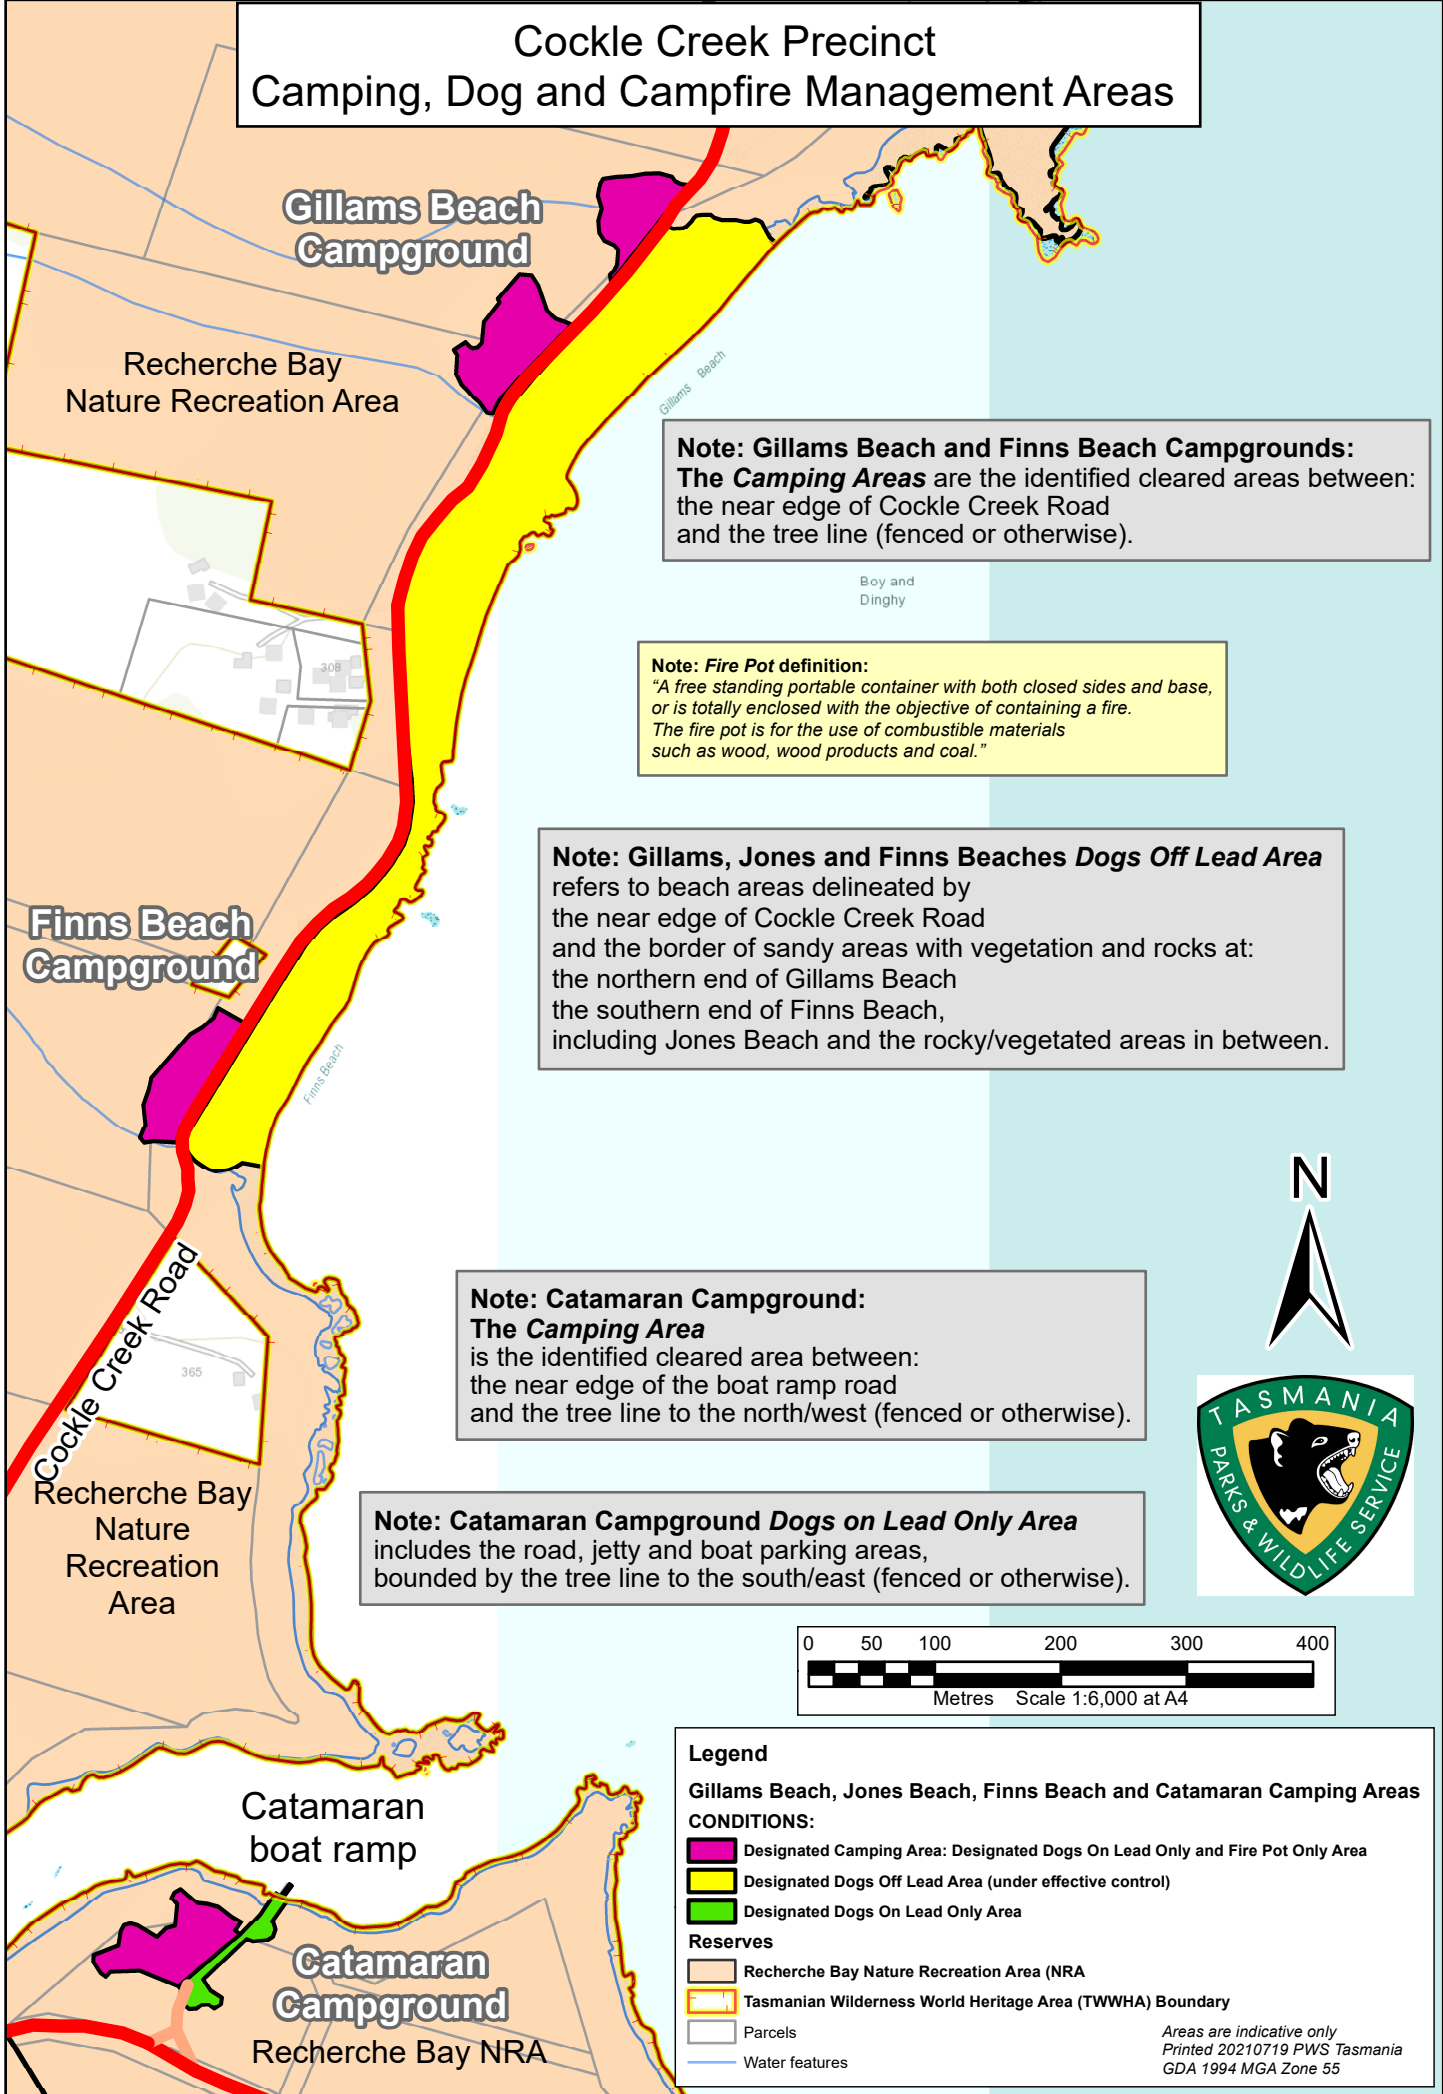 Cockle Creek Precinct
Camping, Dog and Campfire Management Areas
Gillams Beach
Campground
Recherche Bay
Nature Recreation Area
Gillams Beach
Note: Gillams Beach and Finns Beach Campgrounds:
The Camping Areas are the identified cleared areas between:
the near edge of Cockle Creek Road
and the tree line (fenced or otherwise).
Boy and
Dinghy
308
Note: Fire Pot definition:
“A free standing portable container with both closed sides and base,
or is totally enclosed with the objective of containing a fire.
The fire pot is for the use of combustible materials
such as wood, wood products and coal.”
Note: Gillams, Jones and Finns Beaches Dogs Off Lead Area
refers to beach areas delineated by
the near edge of Cockle Creek Road
and the border of sandy areas with vegetation and rocks at:
the northern end of Gillams Beach
the southern end of Finns Beach,
including Jones Beach and the rocky/vegetated areas in between.
Finns Beach
Campground
Finns Beach
N
Cockle Creek Road
365
Note: Catamaran Campground:
The Camping Area
is the identified cleared area between:
the near edge of the boat ramp road
and the tree line to the north/west (fenced or otherwise).
TASMANIA
PARKS & WILDLIFE SERVICE
Recherche Bay
Nature
Recreation
Area
Note: Catamaran Campground Dogs on Lead Only Area
includes the road, jetty and boat parking areas,
bounded by the tree line to the south/east (fenced or otherwise).
0 50 100 200 300 400
Metres Scale 1:6,000 at A4
Catamaran
boat ramp
Catamaran
Campground
Recherche Bay NRA
Legend
Gillams Beach, Jones Beach, Finns Beach and Catamaran Camping Areas
CONDITIONS:
Designated Camping Area: Designated Dogs On Lead Only and Fire Pot Only Area
Designated Dogs Off Lead Area (under effective control)
Designated Dogs On Lead Only Area
Reserves
Recherche Bay Nature Recreation Area (NRA
Tasmanian Wilderness World Heritage Area (TWWHA) Boundary
Parcels
Water features
Areas are indicative only
Printed 20210719 PWS Tasmania
GDA 1994 MGA Zone 55